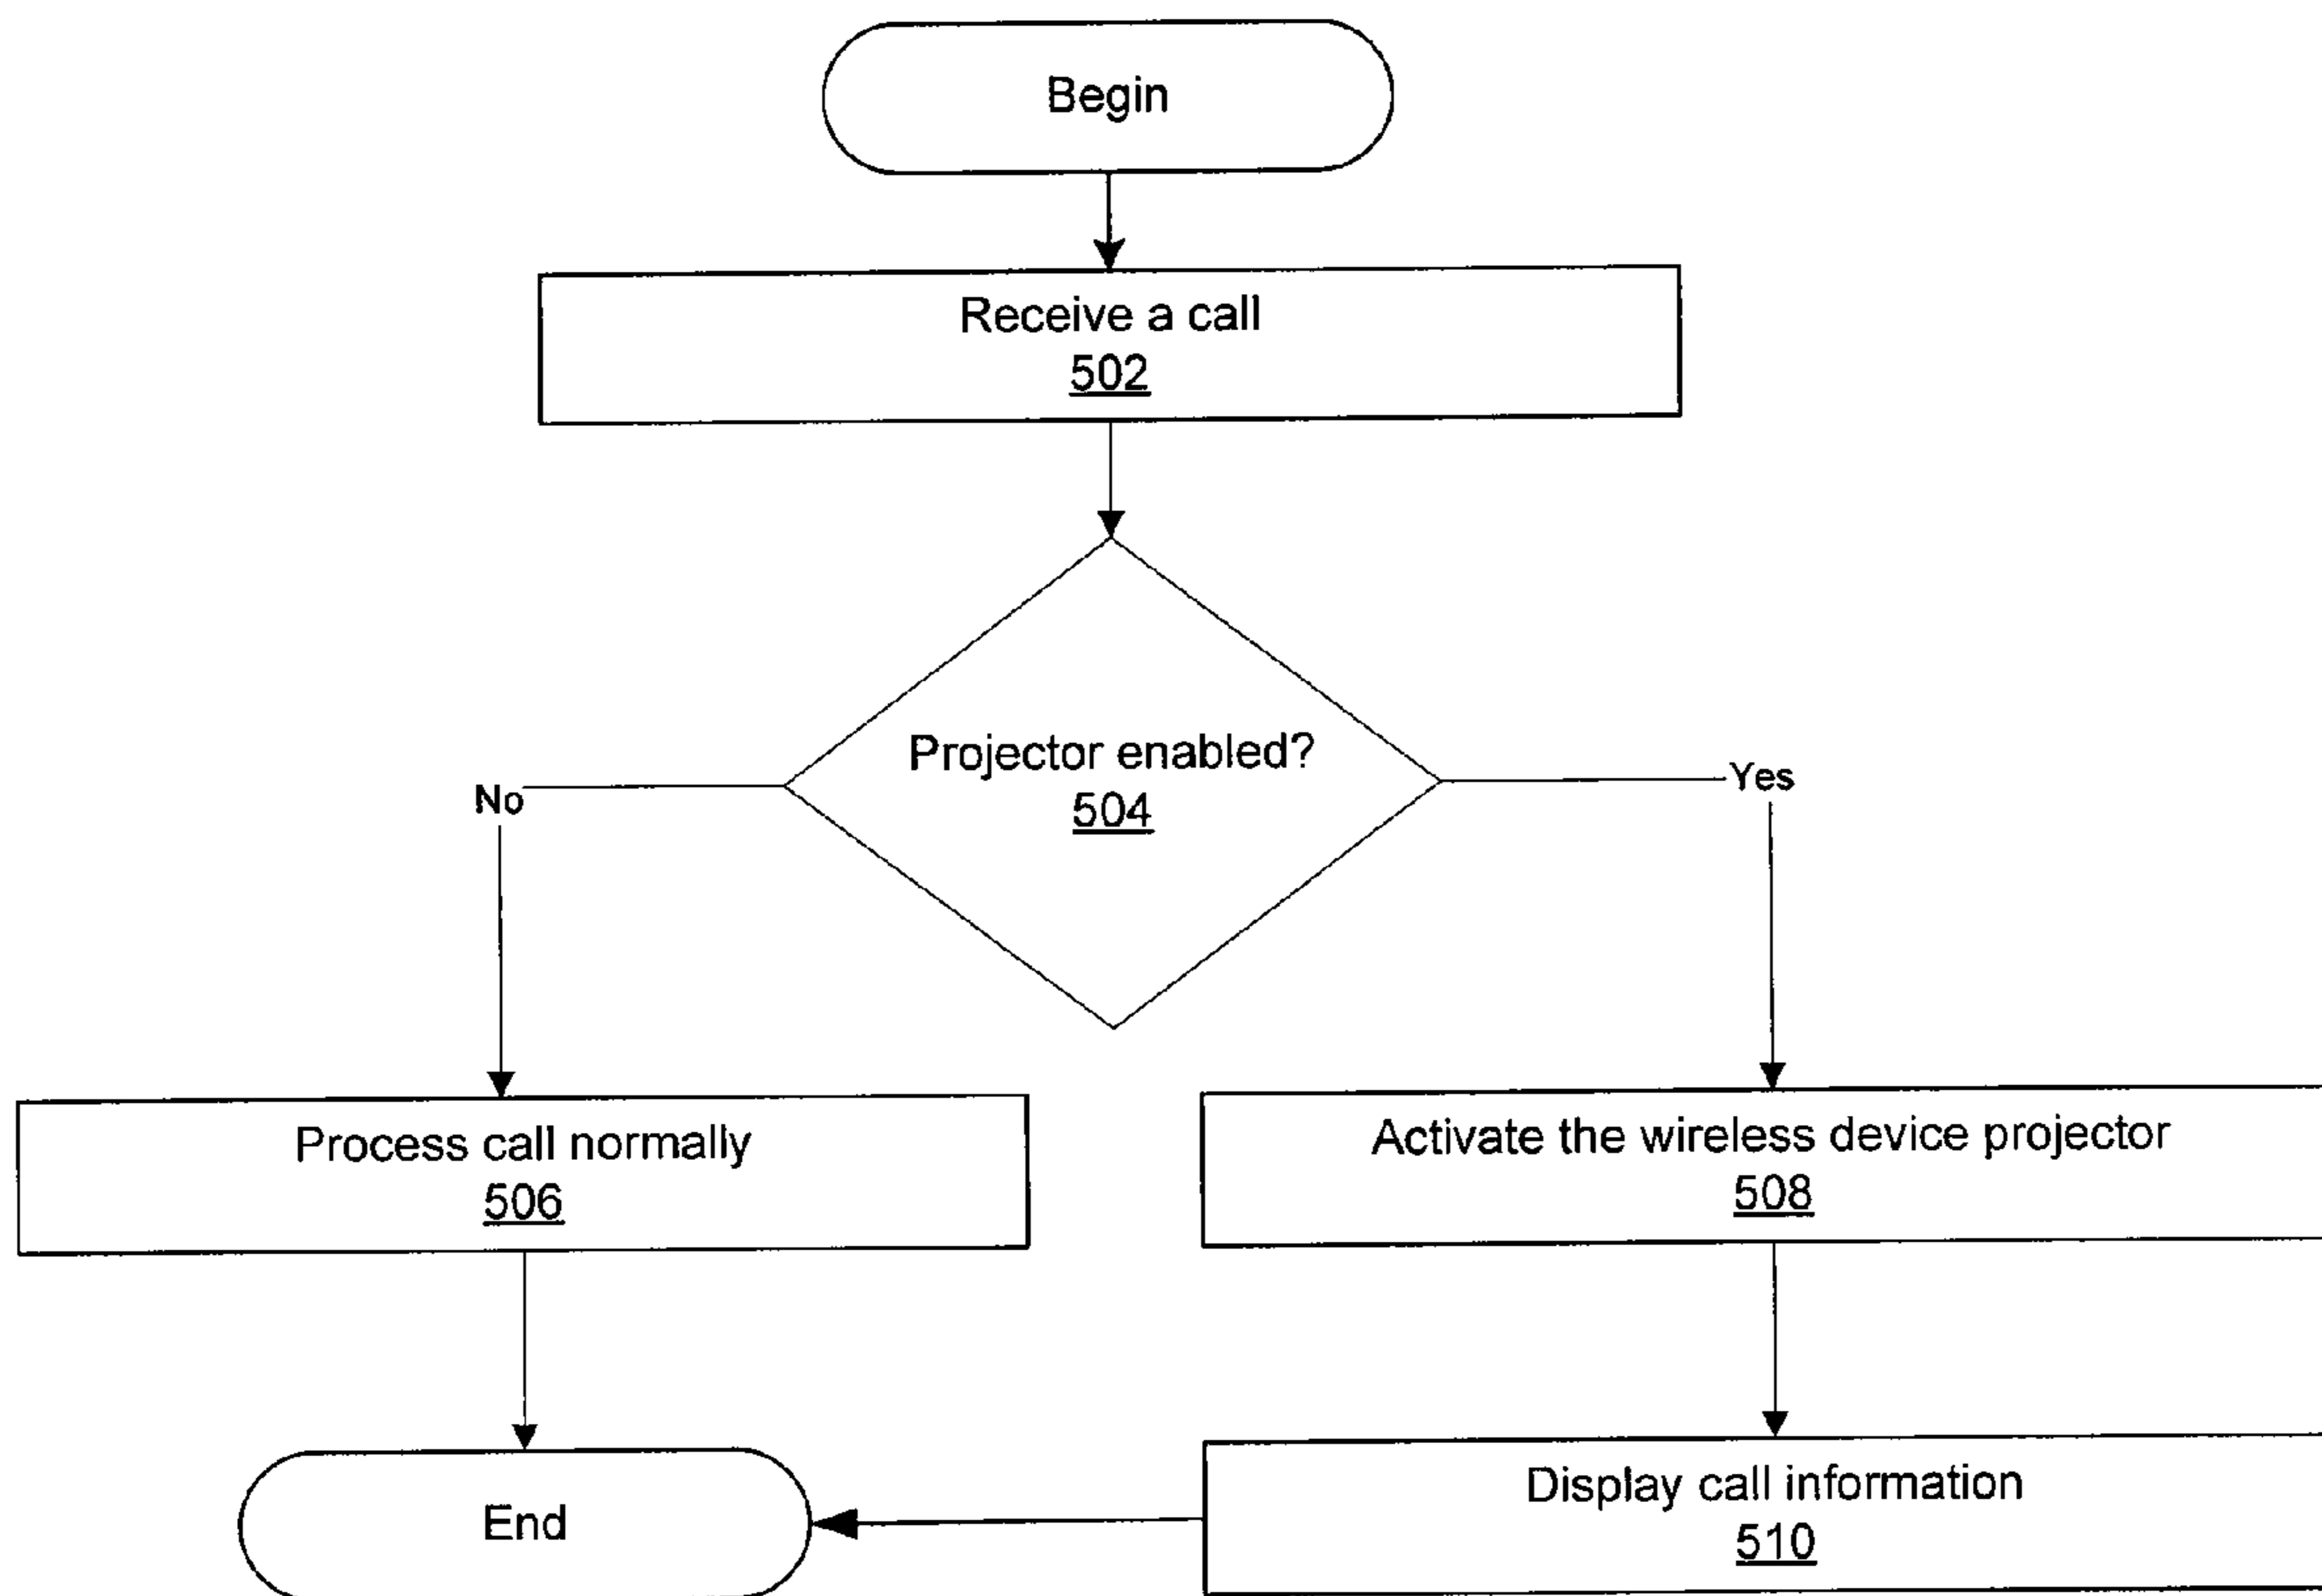 Begin
Receive a call
502
Projector enabled?
504
No
Yes
Process call normally
506
Activate the wireless device projector
508
End
Display call information
510